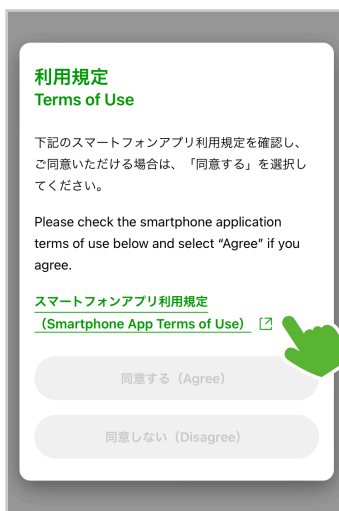 利用規定
Terms of Use
下記のスマートフォンアプリ利用規定を確認し、
ご同意いただける場合は、「同意する」を選択し
てください。
Please check the smartphone application
terms of use below and select “Agree” if you
agree.
スマートフォンアプリ利用規定
（Smartphone App Terms of Use）
同意する（Agree）
同意しない（Disagree）